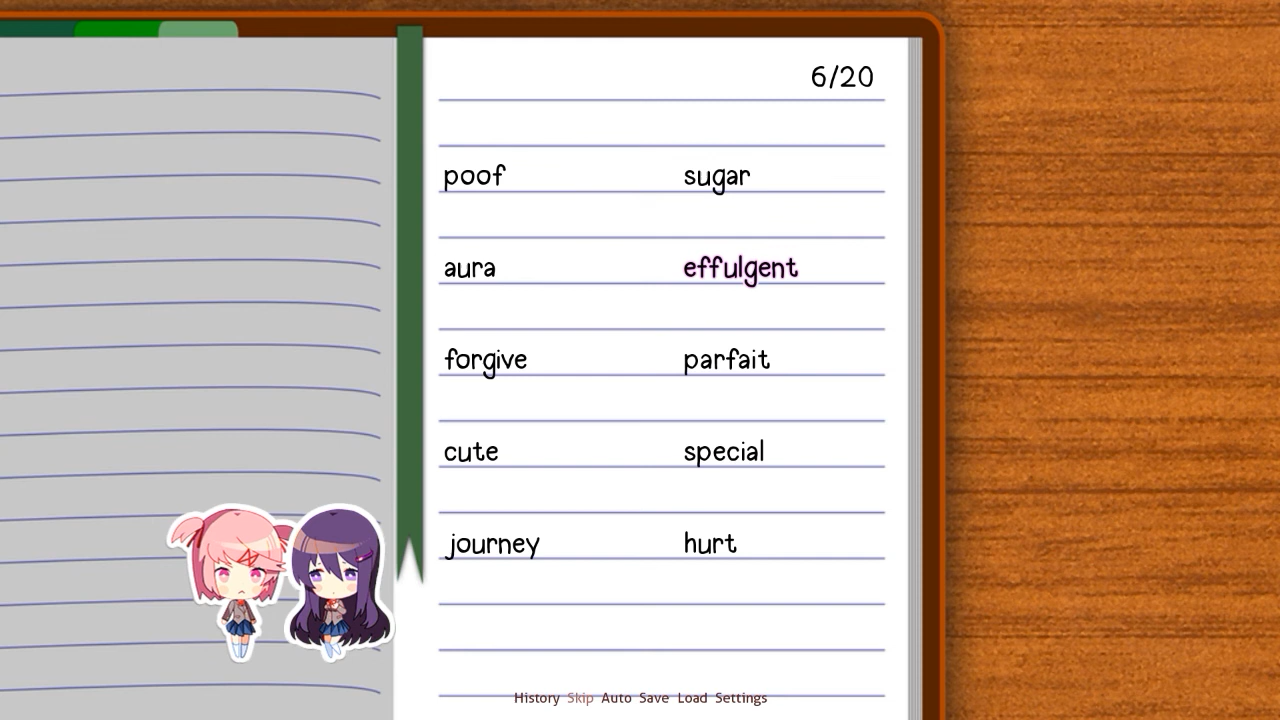 6/20
poof sugar
aura effulgent
forgive parfait
cute special
journey hurt
History Skip Auto Save Load Settings